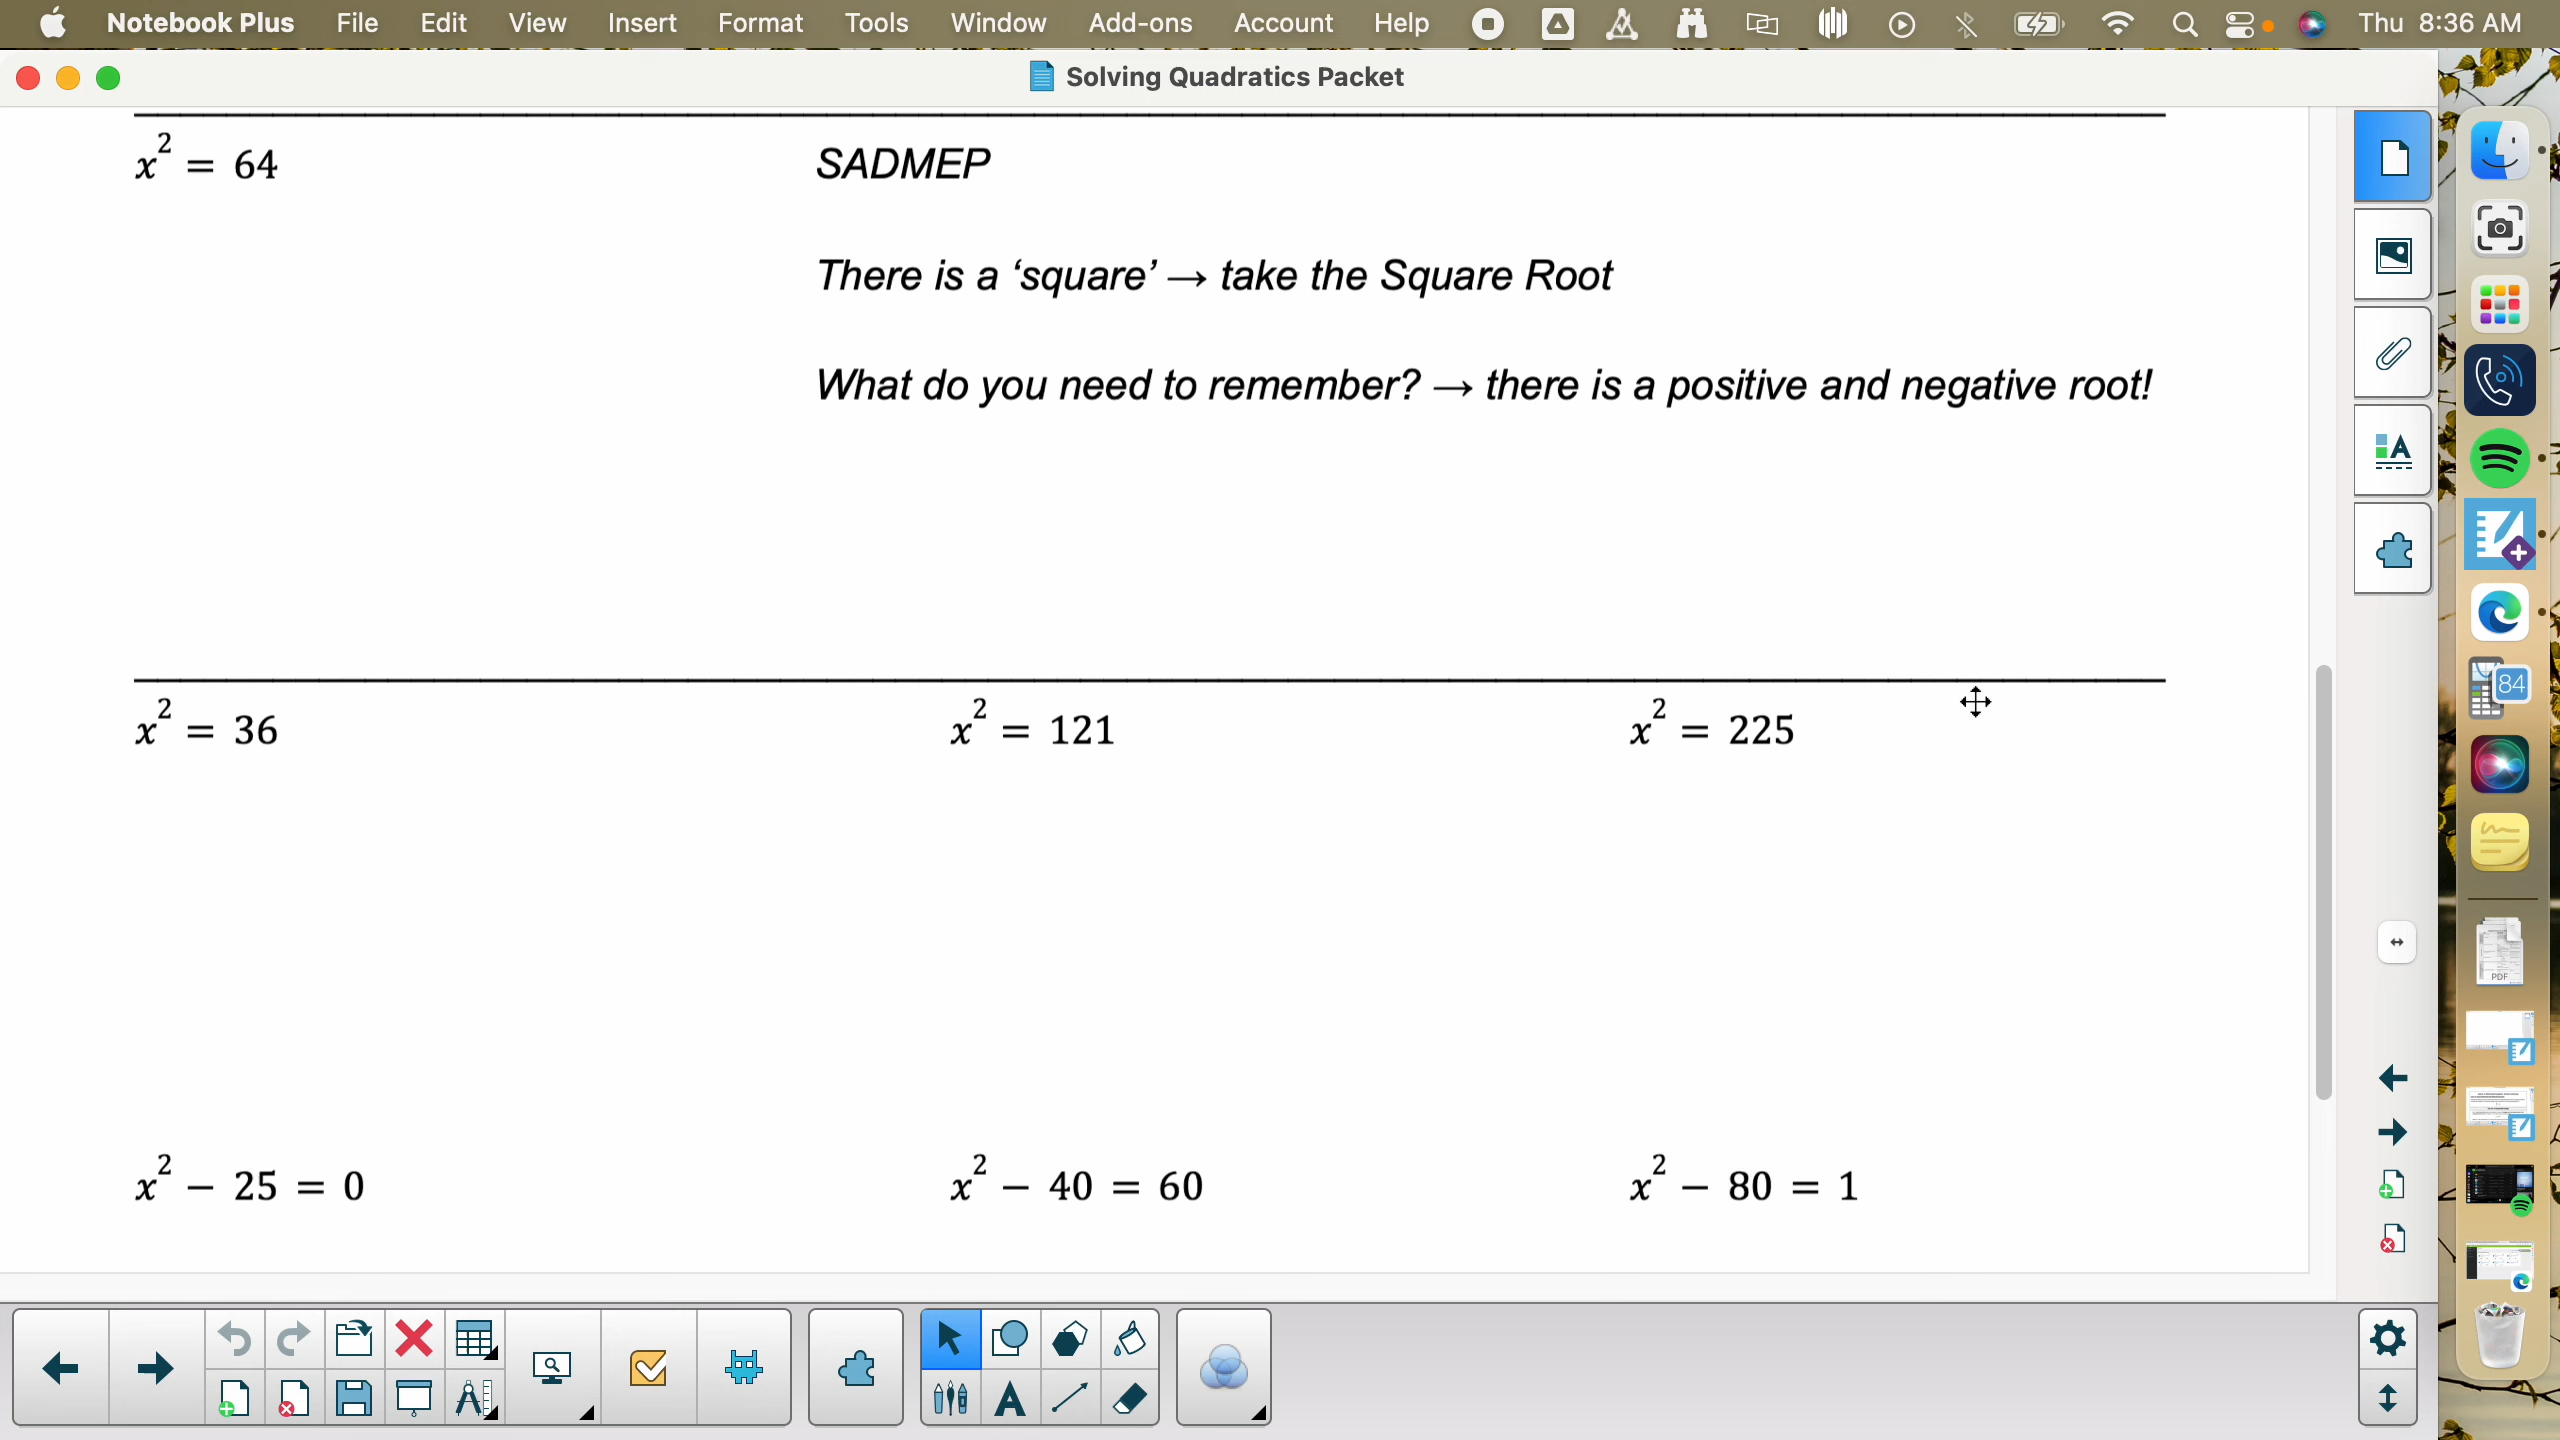 Notebook Plus File Edit View Insert Format Tools Window Add-ons Account Help Thu 8:36 AM
Solving Quadratics Packet
x² = 64 SADMEP
There is a ‘square’ → take the Square Root
What do you need to remember? → there is a positive and negative root!
x² = 36 x² = 121 x² = 225
84
PDF
x² − 25 = 0 x² − 40 = 60 x² − 80 = 1